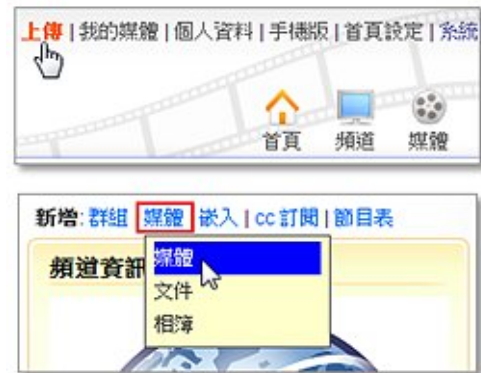 上傳 | 我的媒體 | 個人資料 | 手機版 | 首頁設定 | 系統
首頁 頻道 媒體
新增: 群組 媒體 嵌入 | cc 訂閱 | 節目表
頻道資訊
媒體
文件
相簿